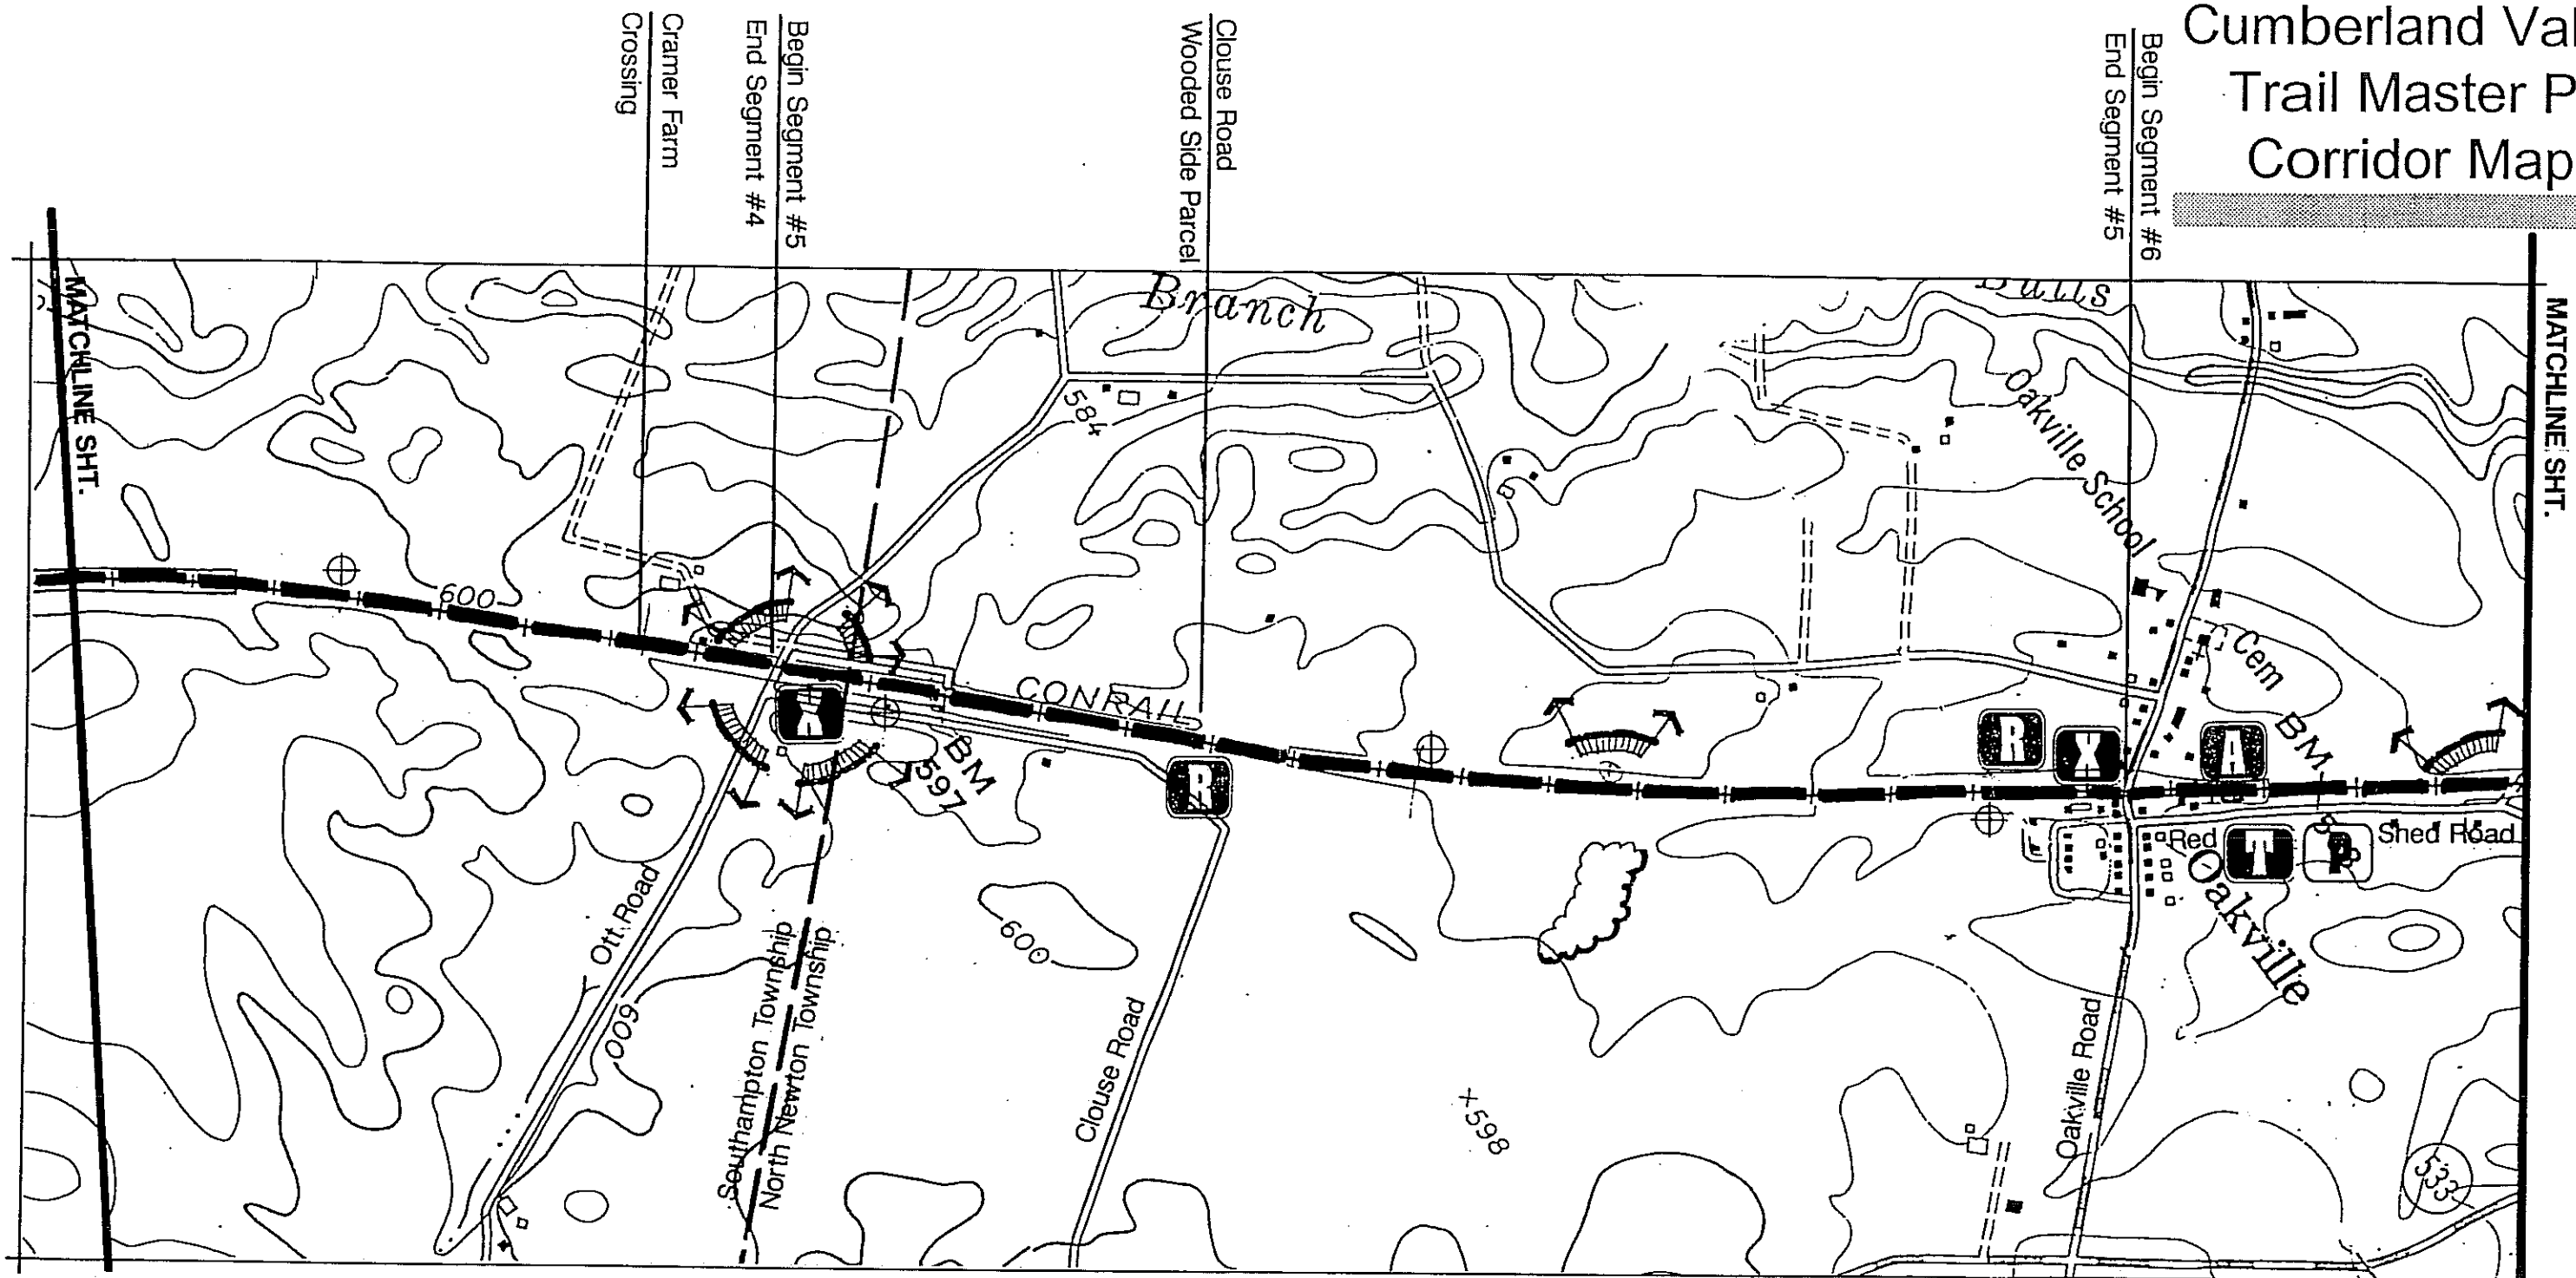 Cumberland Val
Trail Master P
Corridor Map
Cramer Farm
Crossing
Begin Segment #5
End Segment #4
Clouse Road
Wooded Side Parcel
Begin Segment #6
End Segment #5
MATCHLINE SHT.
MATCHLINE SHT.
Branch
Bulls
584
Oakville School
600
CONRAIL
Cem
BM
BM
597
R
R
X
T
P
Red
Shed Road
Oakville
Ott Road
600
600
Southampton Township
North Newton Township
Clouse Road
+598
Oakville Road
533